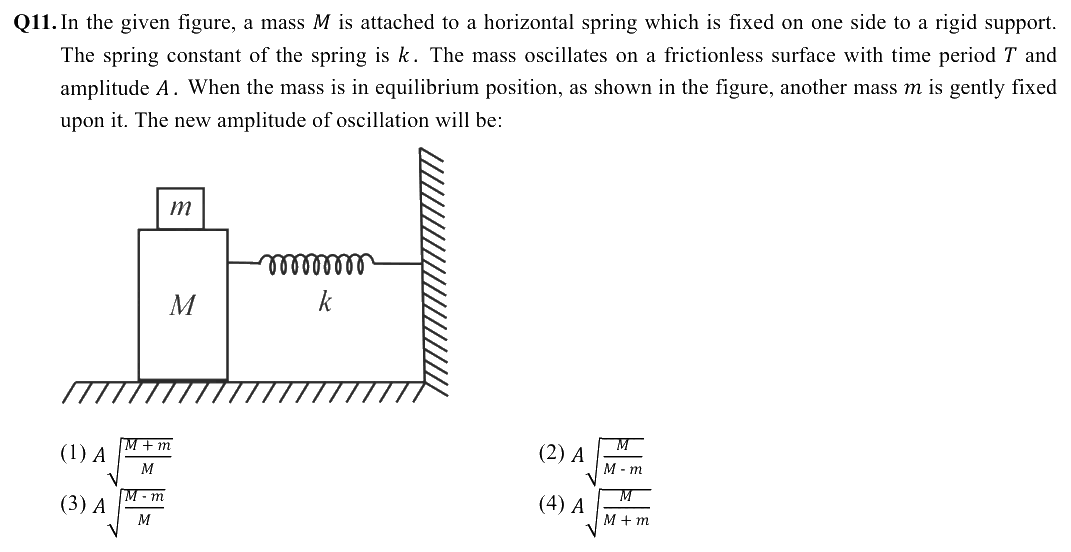 Q11. In the given figure, a mass M is attached to a horizontal spring which is fixed on one side to a rigid support.
The spring constant of the spring is k. The mass oscillates on a frictionless surface with time period T and
amplitude A. When the mass is in equilibrium position, as shown in the figure, another mass m is gently fixed
upon it. The new amplitude of oscillation will be:
m
M
k
(1) A √((M + m)/M) (2) A √(M/(M - m))
(3) A √((M - m)/M) (4) A √(M/(M + m))